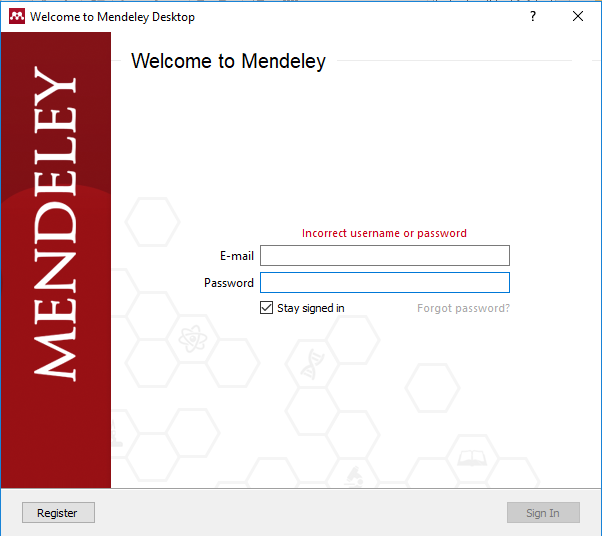 Welcome to Mendeley Desktop
?
Welcome to Mendeley
MENDELEY
Incorrect username or password
E-mail
Password
Stay signed in
Forgot password?
Register
Sign In